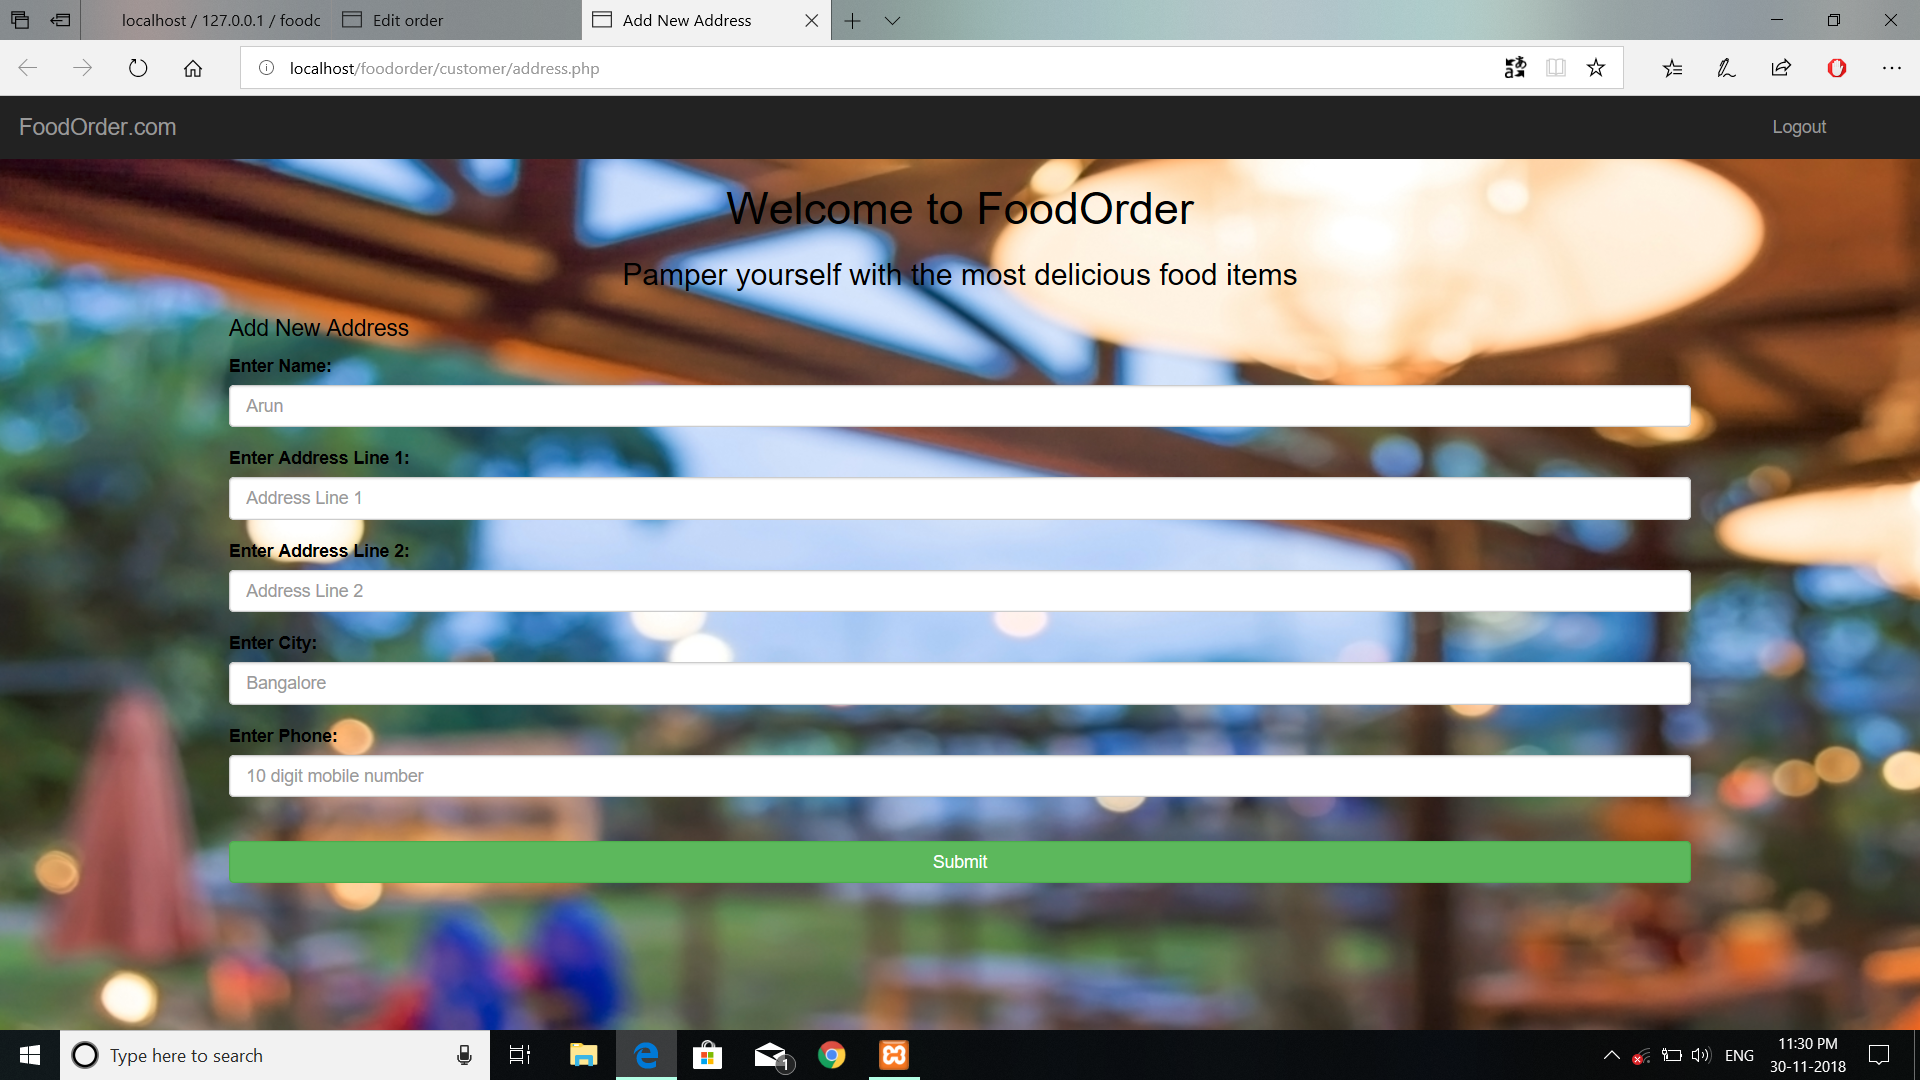 localhost / 127.0.0.1 / foodc
Edit order
Add New Address
localhost/foodorder/customer/address.php
FoodOrder.com
Logout
Welcome to FoodOrder
Pamper yourself with the most delicious food items
Add New Address
Enter Name:
Arun
Enter Address Line 1:
Address Line 1
Enter Address Line 2:
Address Line 2
Enter City:
Bangalore
Enter Phone:
10 digit mobile number
Submit
Type here to search
1
ENG
11:30 PM
30-11-2018